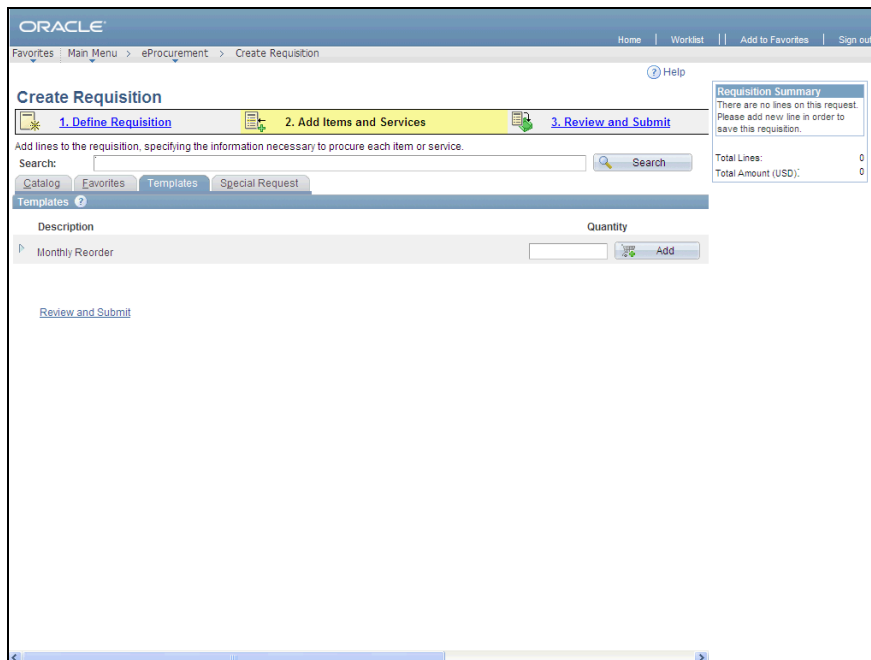 ORACLE
Home | Worklist || Add to Favorites | Sign out
Favorites Main Menu > eProcurement > Create Requisition
? Help
Create Requisition
1. Define Requisition 2. Add Items and Services 3. Review and Submit
Add lines to the requisition, specifying the information necessary to procure each item or service.
Search: Search
Catalog Favorites Templates Special Request
Templates ?
Description Quantity
Monthly Reorder Add
Review and Submit
Requisition Summary
There are no lines on this request.
Please add new line in order to
save this requisition.
Total Lines: 0
Total Amount (USD): 0